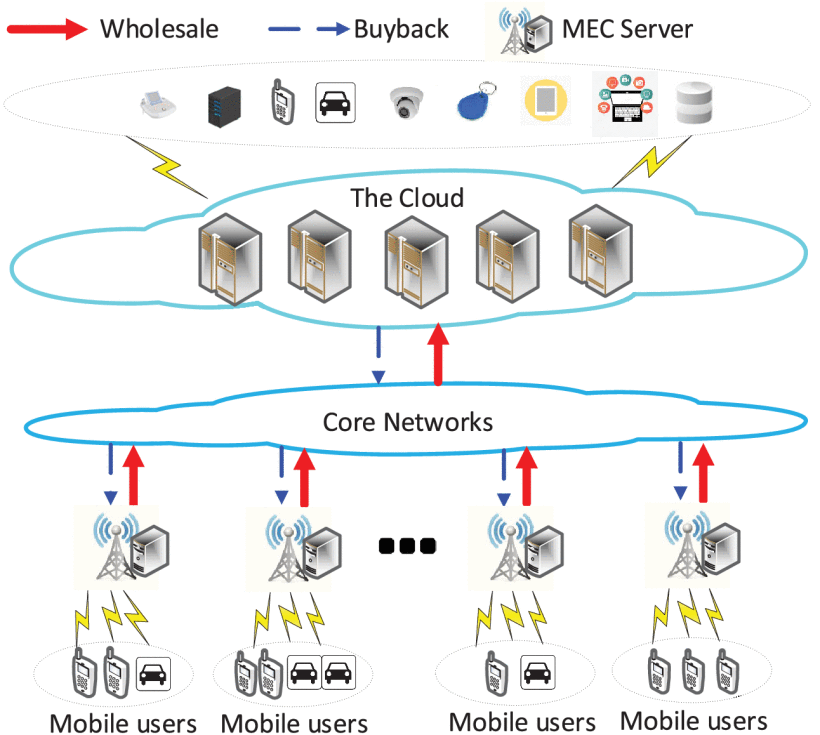 Wholesale
Buyback
MEC Server
The Cloud
Core Networks
Mobile users
Mobile users
Mobile users
Mobile users